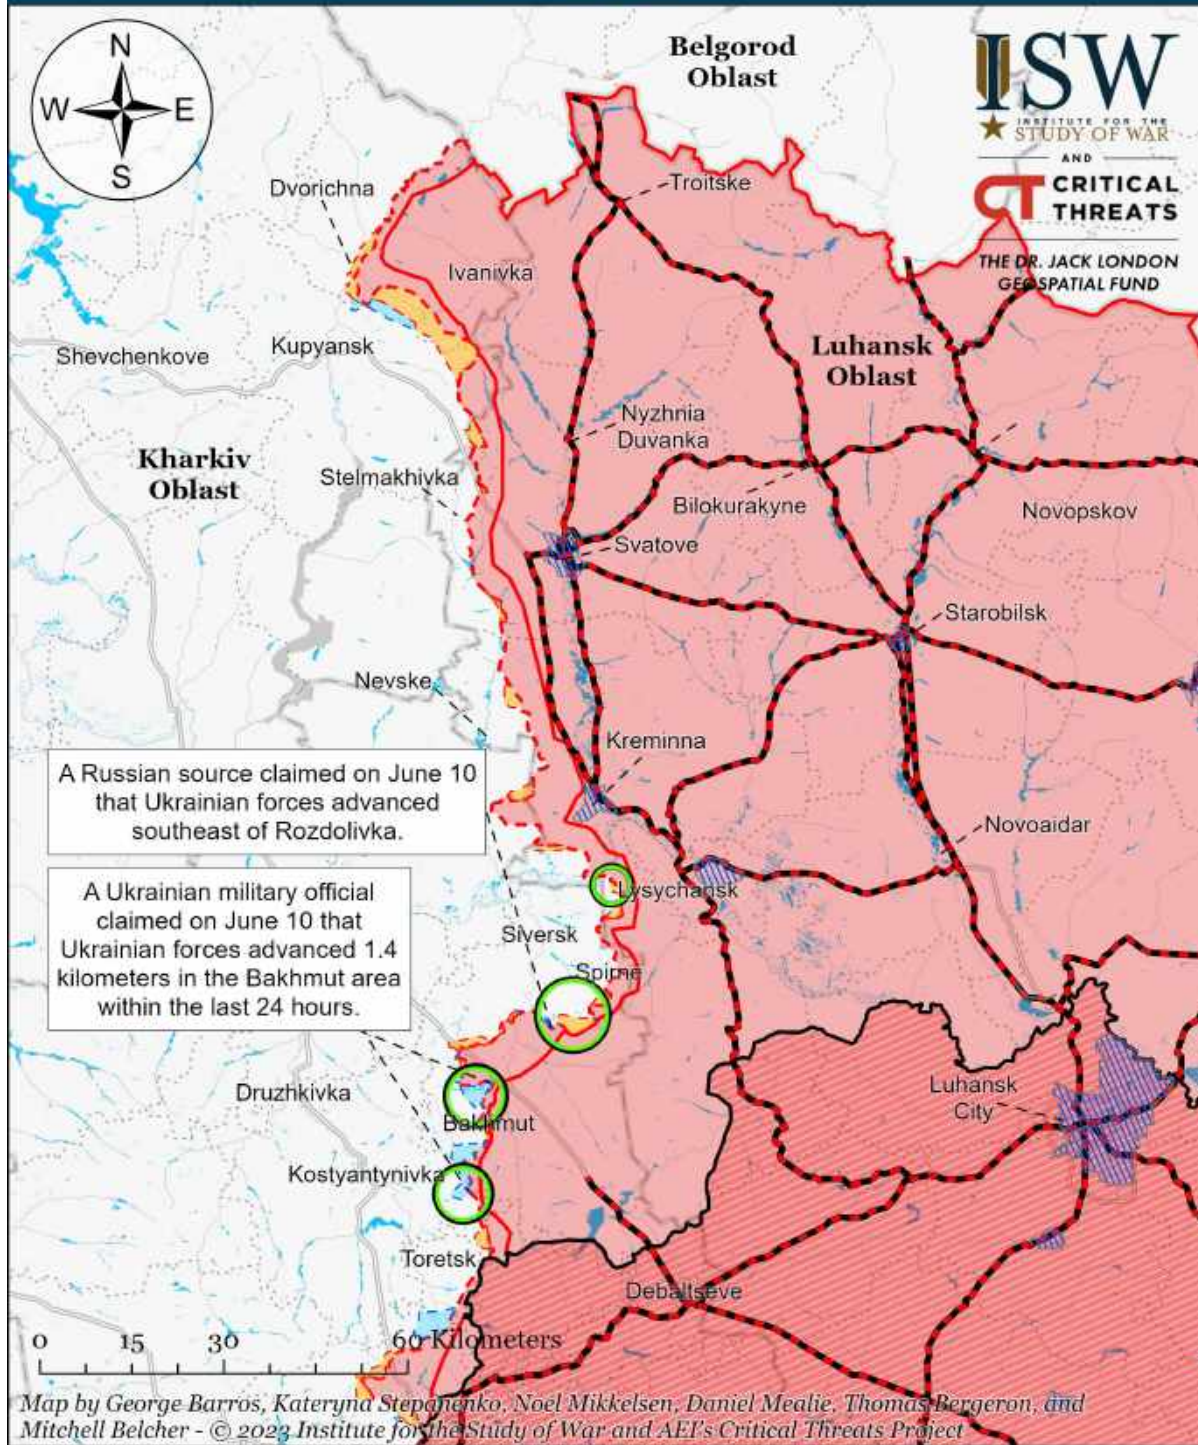 N
W E
S
Belgorod
Oblast
ISW
INSTITUTE FOR THE
STUDY OF WAR
AND
CT CRITICAL
THREATS
THE DR. JACK LONDON
GEOSPATIAL FUND
Dvorichna
Troitske
Ivanivka
Shevchenkove
Kupyansk
Luhansk
Oblast
Nyzhnia
Duvanka
Kharkiv
Oblast
Stelmakhivka
Bilokurakyne
Novopskov
Svatove
Starobilsk
Nevske
Kreminna
A Russian source claimed on June 10
that Ukrainian forces advanced
southeast of Rozdolivka.
Novoaidar
A Ukrainian military official
claimed on June 10 that
Ukrainian forces advanced 1.4
kilometers in the Bakhmut area
within the last 24 hours.
Lysychansk
Siversk
Spirne
Druzhkivka
Luhansk
City
Bakhmut
Kostyantynivka
Toretsk
Debaltseve
0 15 30 60 Kilometers
Map by George Barros, Kateryna Stepanenko, Noel Mikkelsen, Daniel Mealie, Thomas Bergeron, and
Mitchell Belcher - © 2023 Institute for the Study of War and AEI's Critical Threats Project